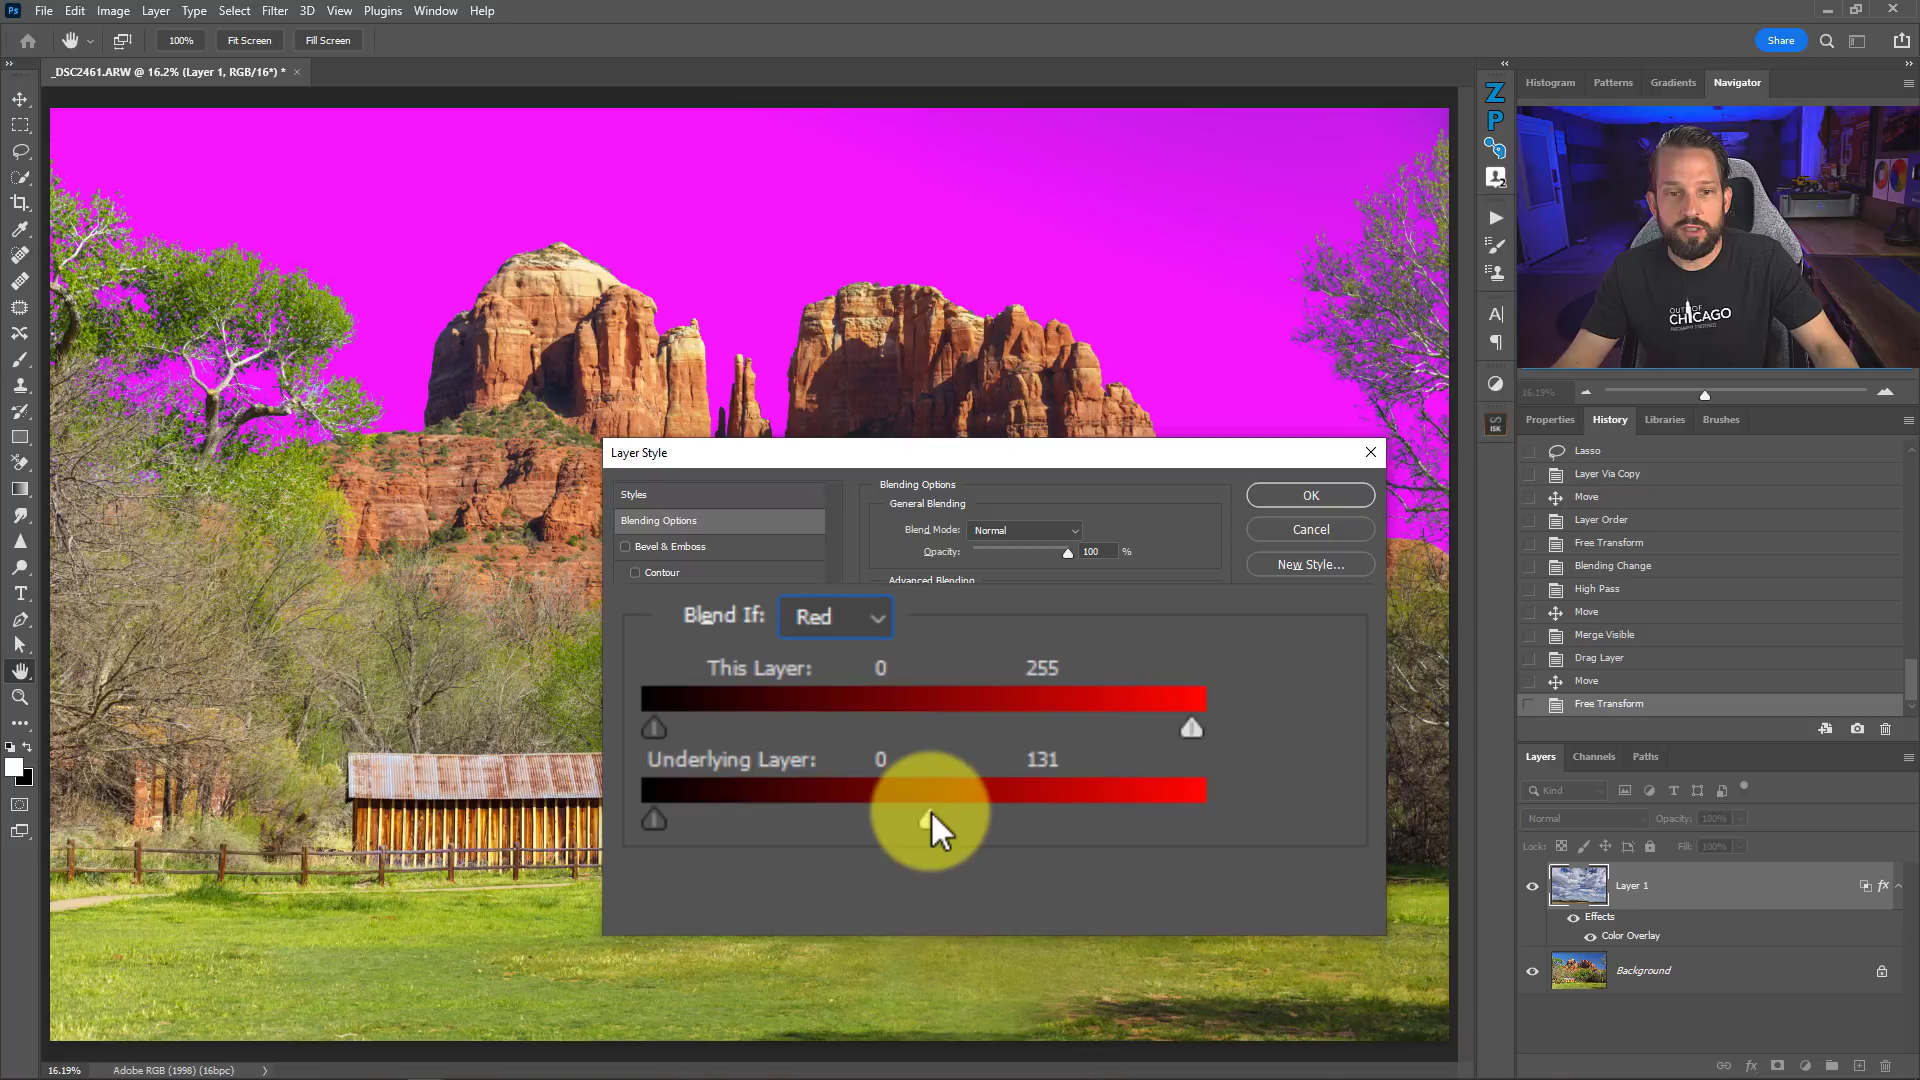 Ps File Edit Image Layer Type Select Filter 3D View Plugins Window Help
100% Fit Screen Fill Screen Share
_DSC2461.ARW @ 16.2% (Layer 1, RGB/16*) * ×
Histogram Patterns Gradients Navigator
OUT OF
CHICAGO
16.19%
Properties History Libraries Brushes
Lasso
Layer Via Copy
Move
Layer Order
Free Transform
Blending Change
High Pass
Move
Merge Visible
Drag Layer
Move
Free Transform
Layer Style
Styles
Blending Options
Bevel & Emboss
Contour
Blending Options
General Blending
Blend Mode: Normal
Opacity: 100 %
Advanced Blending
OK
Cancel
New Style...
Blend If: Red
This Layer: 0 255
Underlying Layer: 0 131
Layers Channels Paths
Kind
Normal Opacity: 100%
Lock: Fill: 100%
Layer 1 fx
Effects
Color Overlay
Background
16.19% Adobe RGB (1998) (16bpc)